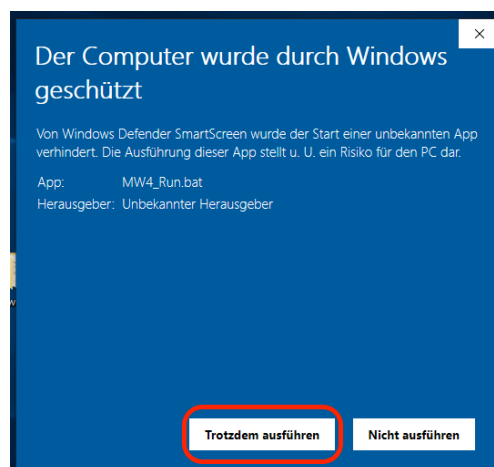 Der Computer wurde durch Windows
geschützt
Von Windows Defender SmartScreen wurde der Start einer unbekannten App
verhindert. Die Ausführung dieser App stellt u. U. ein Risiko für den PC dar.
App: MW4_Run.bat
Herausgeber: Unbekannter Herausgeber
Trotzdem ausführen Nicht ausführen